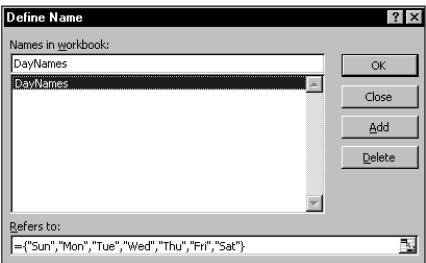 Define Name
Names in workbook:
DayNames
OK
DayNames
Close
Add
Delete
Refers to:
={"Sun","Mon","Tue","Wed","Thu","Fri","Sat"}